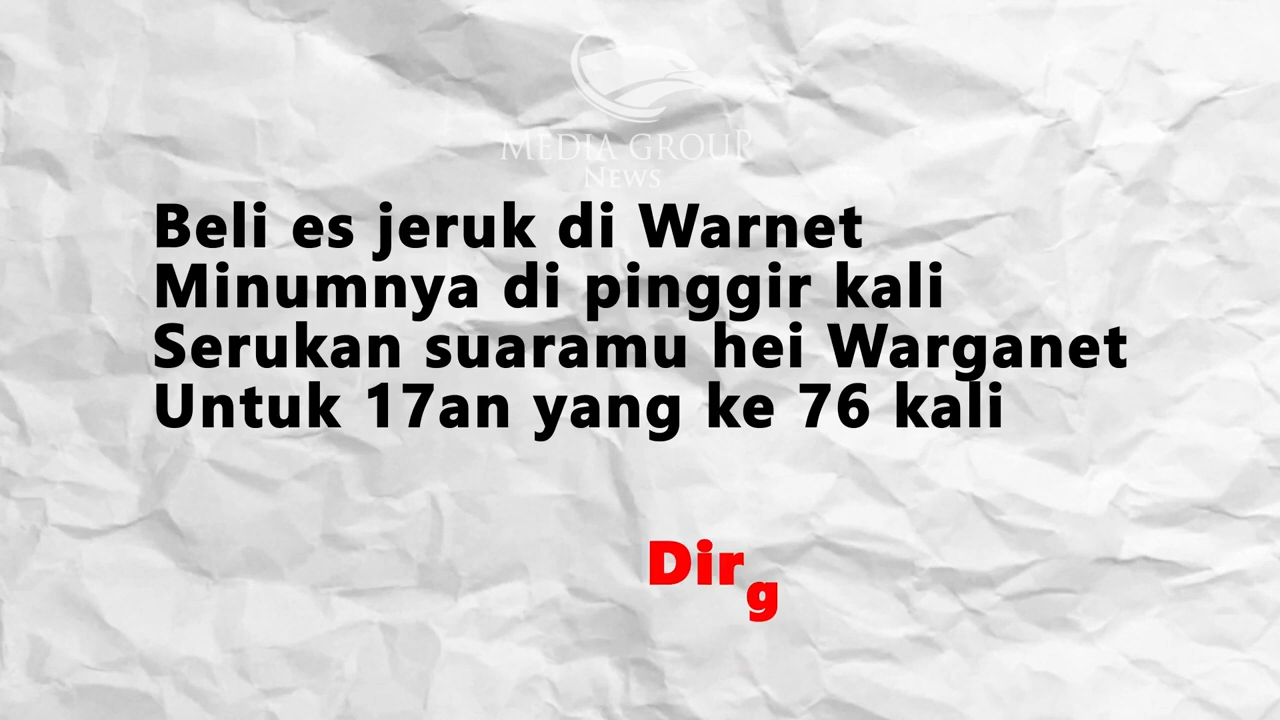 MEDIA GROUP
NEWS
Beli es jeruk di Warnet
Minumnya di pinggir kali
Serukan suaramu hei Warganet
Untuk 17an yang ke 76 kali
Dirg